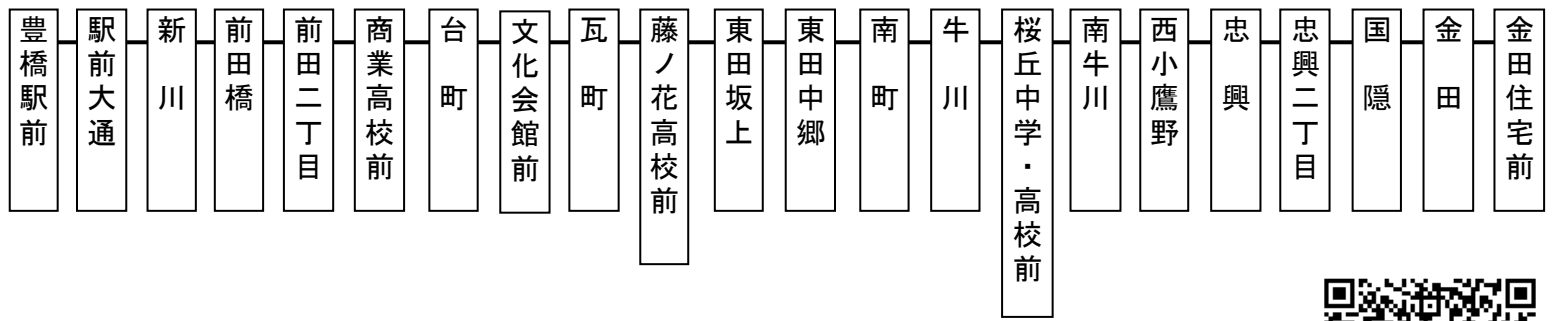 豊橋駅前
駅前大通
新川
前田橋
前田二丁目
商業高校前
台町
文化会館前
瓦町
藤ノ花高校前
東田坂上
東田中郷
南町
牛川
桜丘中学・高校前
南牛川
西小鷹野
忠興
忠興二丁目
国隠
金田
金田住宅前